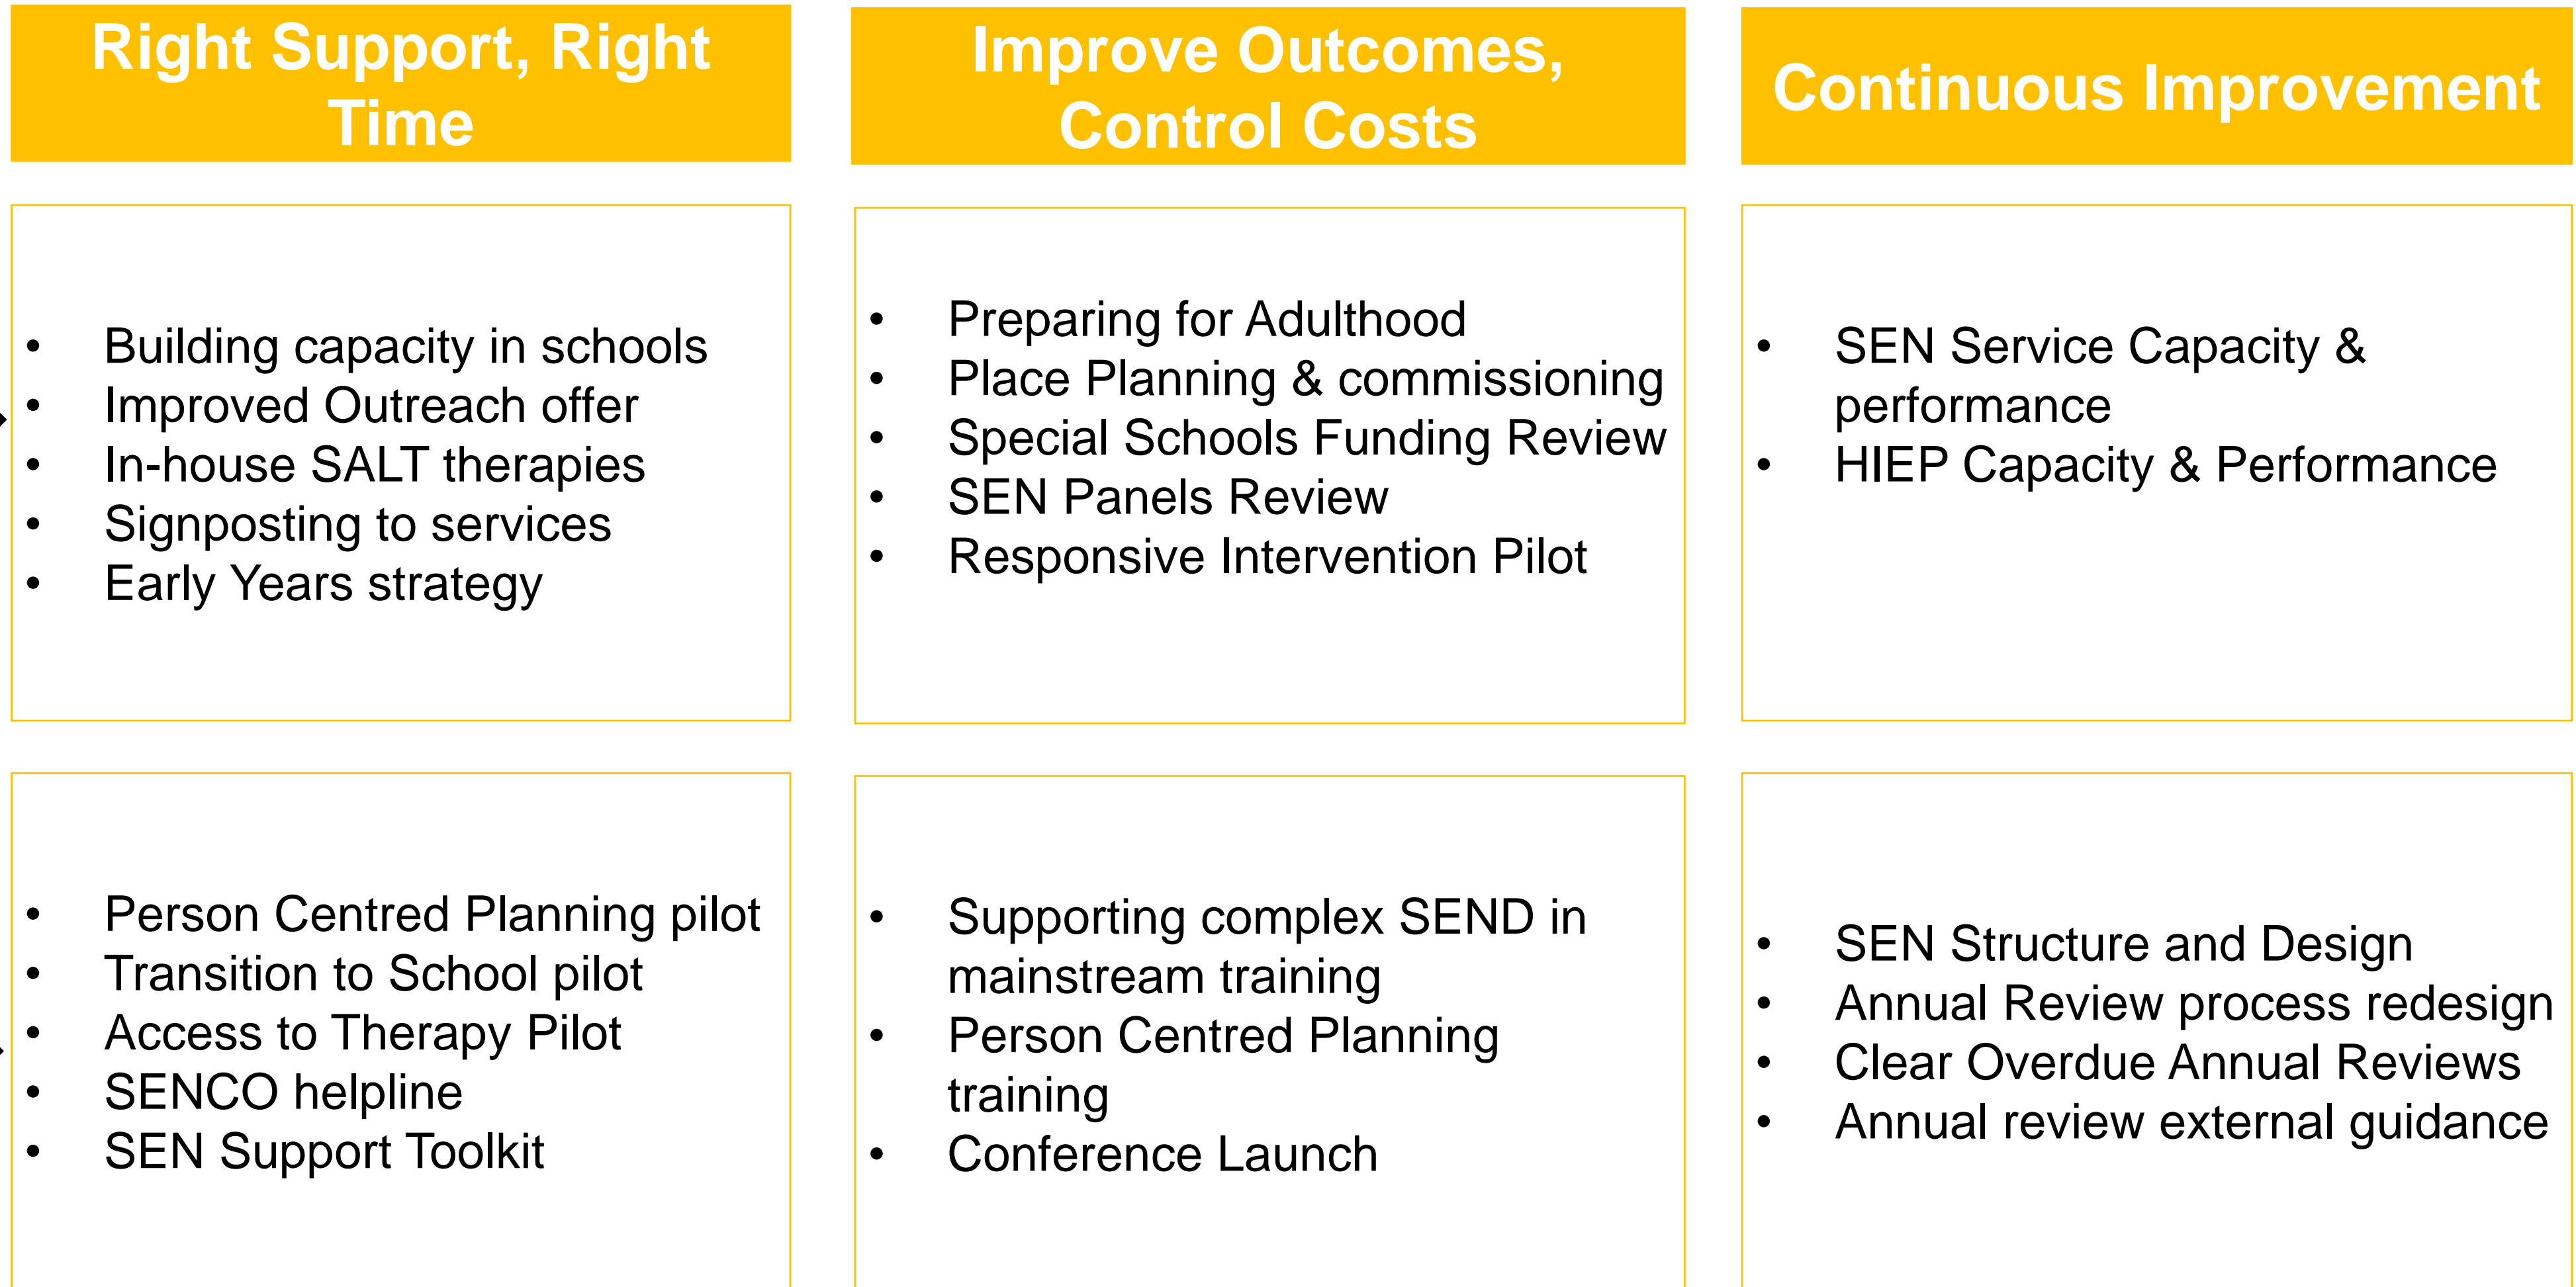 Right Support, Right
Time
Improve Outcomes,
Control Costs
Continuous Improvement
• Building capacity in schools
• Improved Outreach offer
• In-house SALT therapies
• Signposting to services
• Early Years strategy
• Preparing for Adulthood
• Place Planning & commissioning
• Special Schools Funding Review
• SEN Panels Review
• Responsive Intervention Pilot
• SEN Service Capacity &
performance
• HIEP Capacity & Performance
• Person Centred Planning pilot
• Transition to School pilot
• Access to Therapy Pilot
• SENCO helpline
• SEN Support Toolkit
• Supporting complex SEND in
mainstream training
• Person Centred Planning
training
• Conference Launch
• SEN Structure and Design
• Annual Review process redesign
• Clear Overdue Annual Reviews
• Annual review external guidance